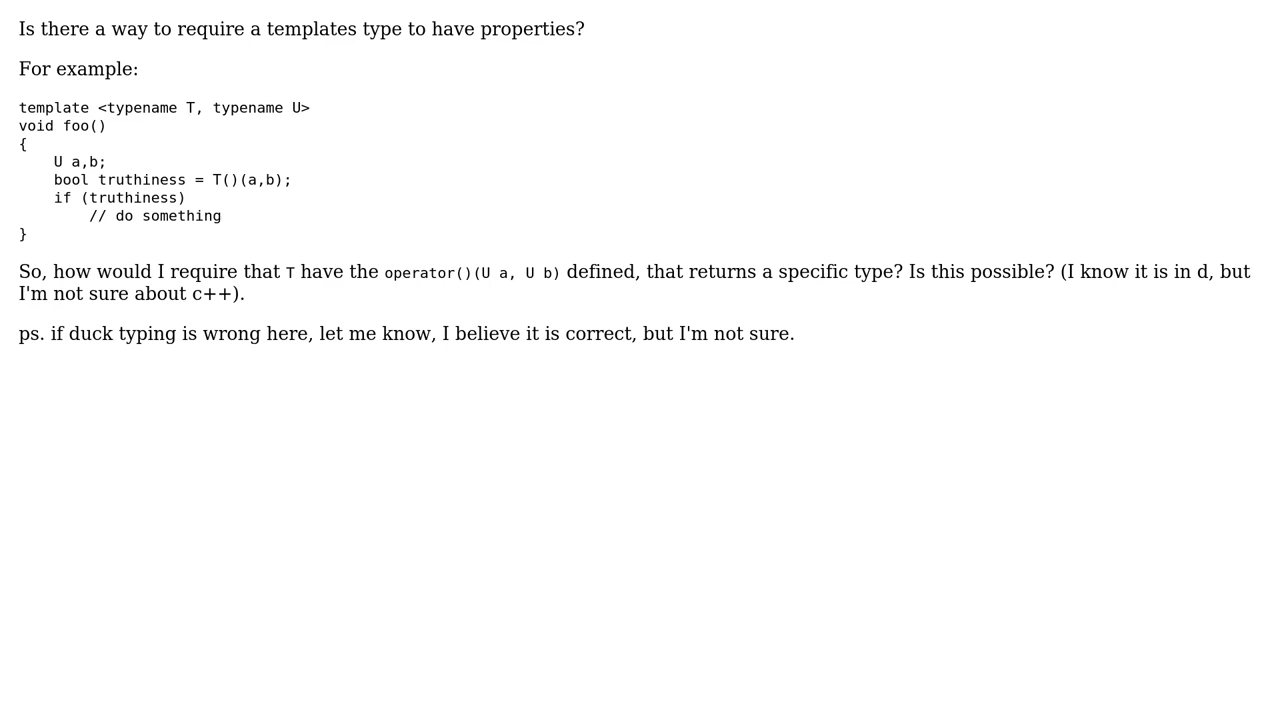 Is there a way to require a templates type to have properties?
For example:
template <typename T, typename U>
void foo()
{
    U a,b;
    bool truthiness = T()(a,b);
    if (truthiness)
        // do something
}
So, how would I require that T have the operator()(U a, U b) defined, that returns a specific type? Is this possible? (I know it is in d, but
I'm not sure about c++).
ps. if duck typing is wrong here, let me know, I believe it is correct, but I'm not sure.